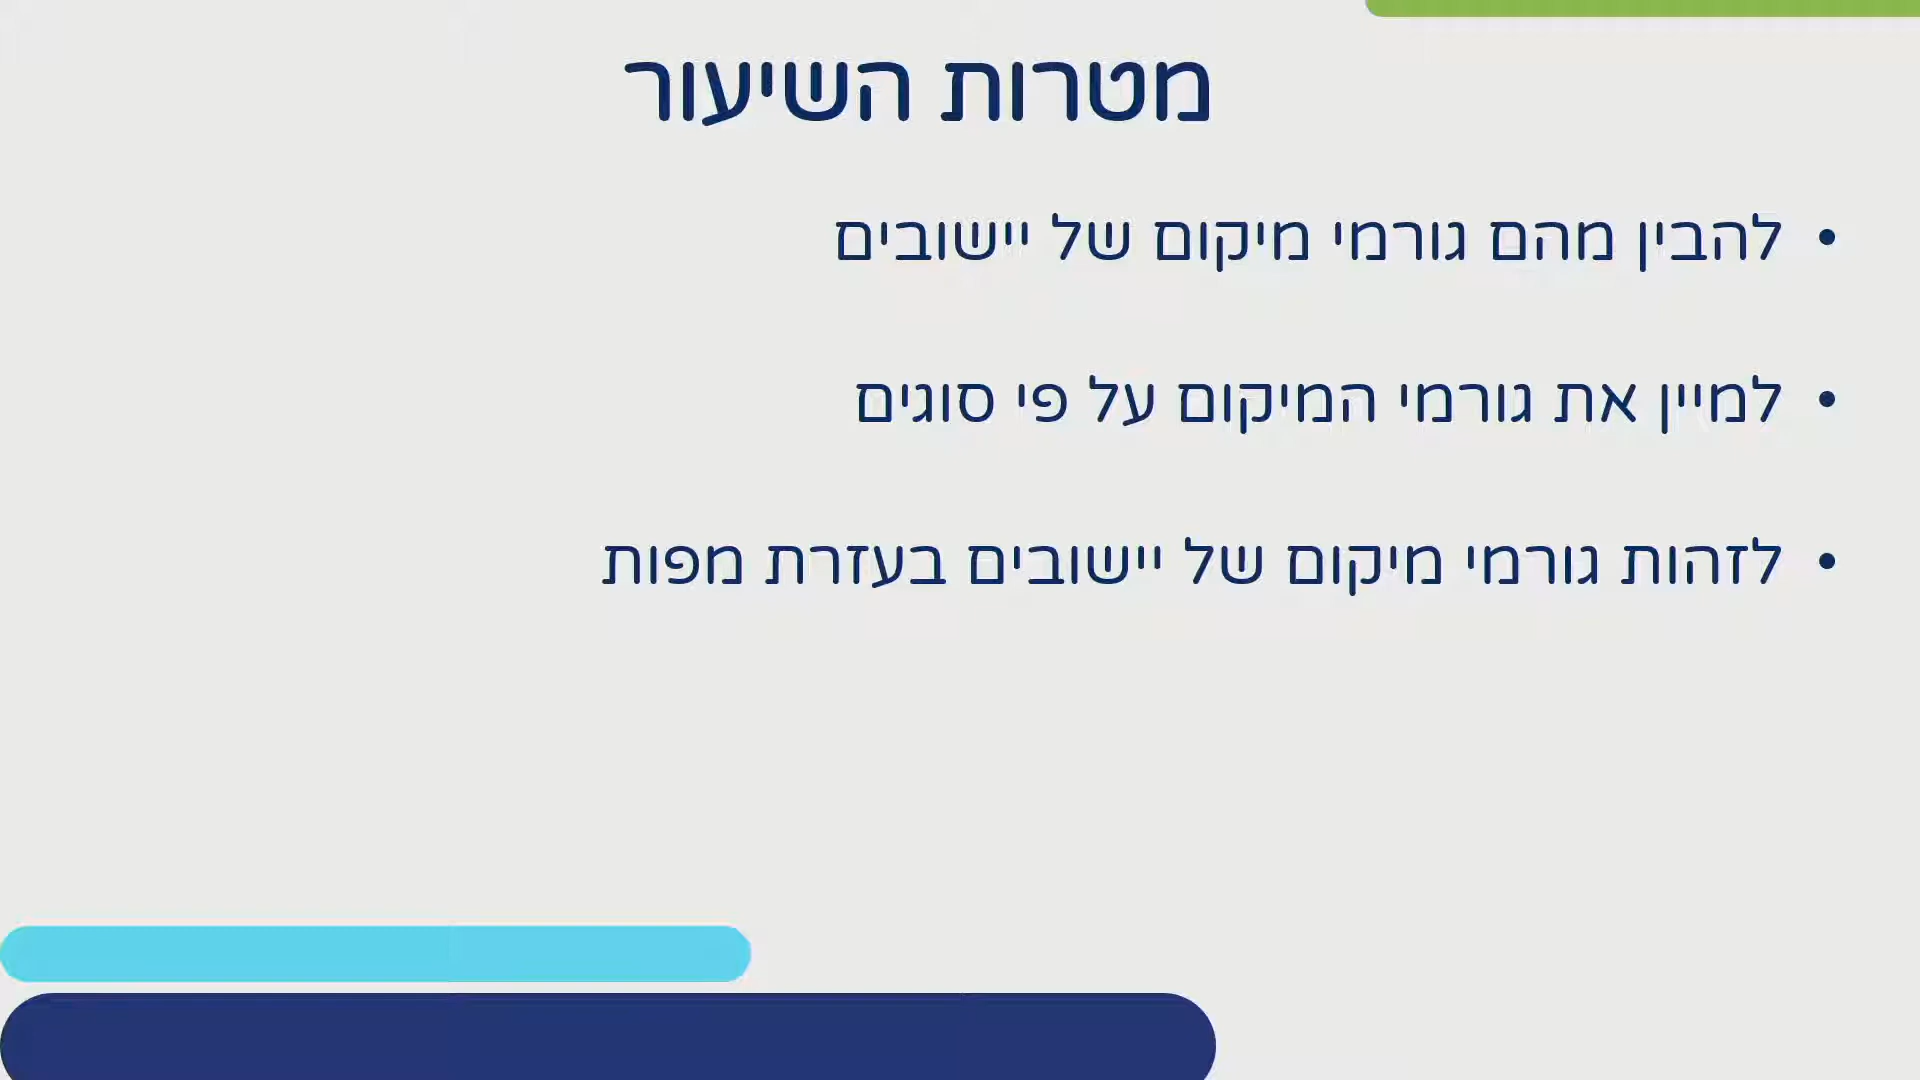 מטרות השיעור
• להבין מהם גורמי מיקום של יישובים
• למיין את גורמי המיקום על פי סוגים
• לזהות גורמי מיקום של יישובים בעזרת מפות